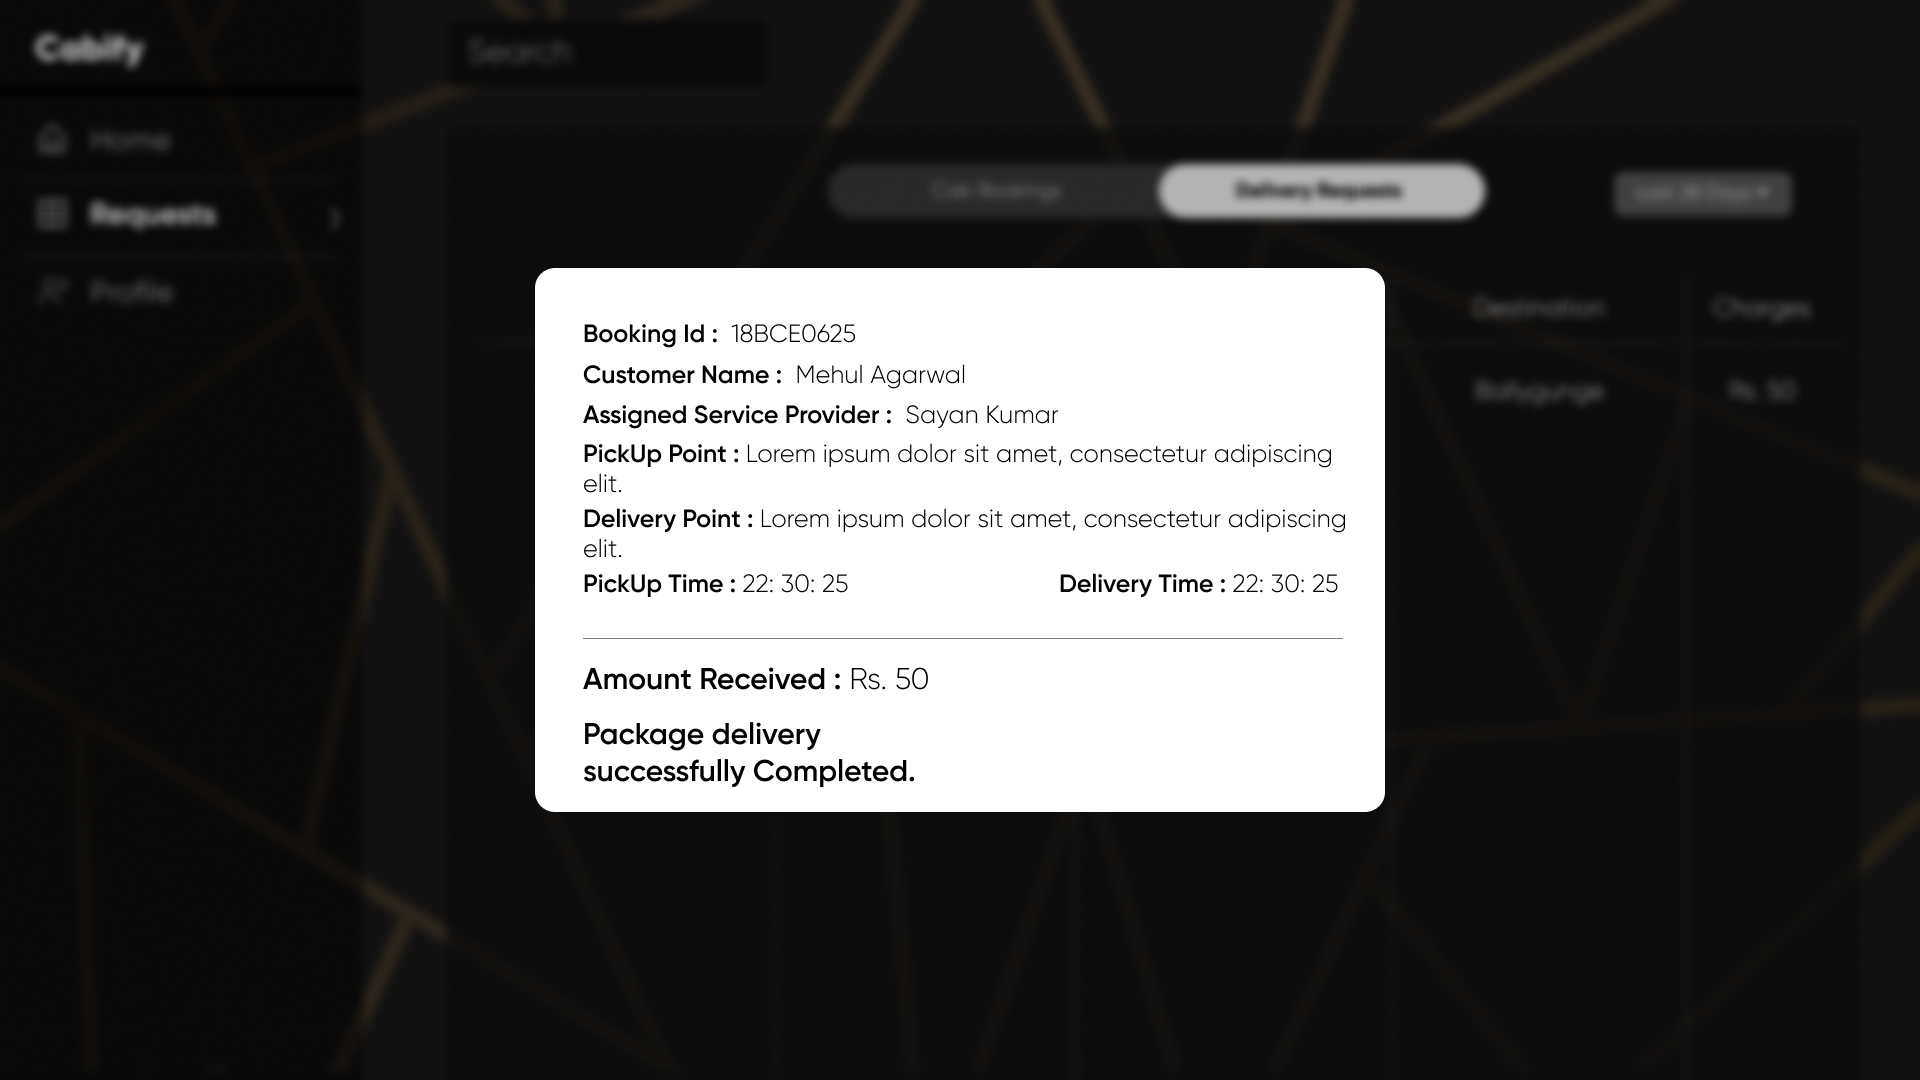 Cabify
Search
Home
Requests
Profile
Cab Bookings
Delivery Requests
Last 28 Days
Destination
Charges
Ballygunge
Rs. 50
Booking Id : 18BCE0625
Customer Name : Mehul Agarwal
Assigned Service Provider : Sayan Kumar
PickUp Point : Lorem ipsum dolor sit amet, consectetur adipiscing
elit.
Delivery Point : Lorem ipsum dolor sit amet, consectetur adipiscing
elit.
PickUp Time : 22: 30: 25
Delivery Time : 22: 30: 25
Amount Received : Rs. 50
Package delivery
successfully Completed.